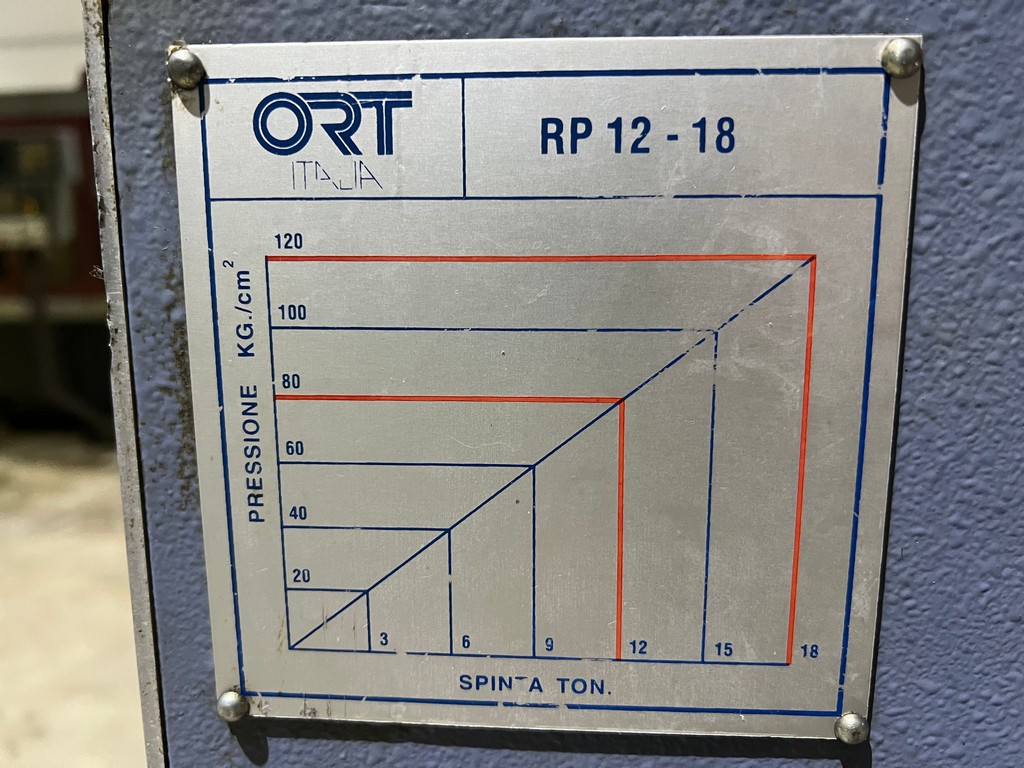 ORT
ITALIA
RP 12 - 18
PRESSIONE KG./cm²
120
100
80
60
40
20
3 6 9 12 15 18
SPINTA TON.